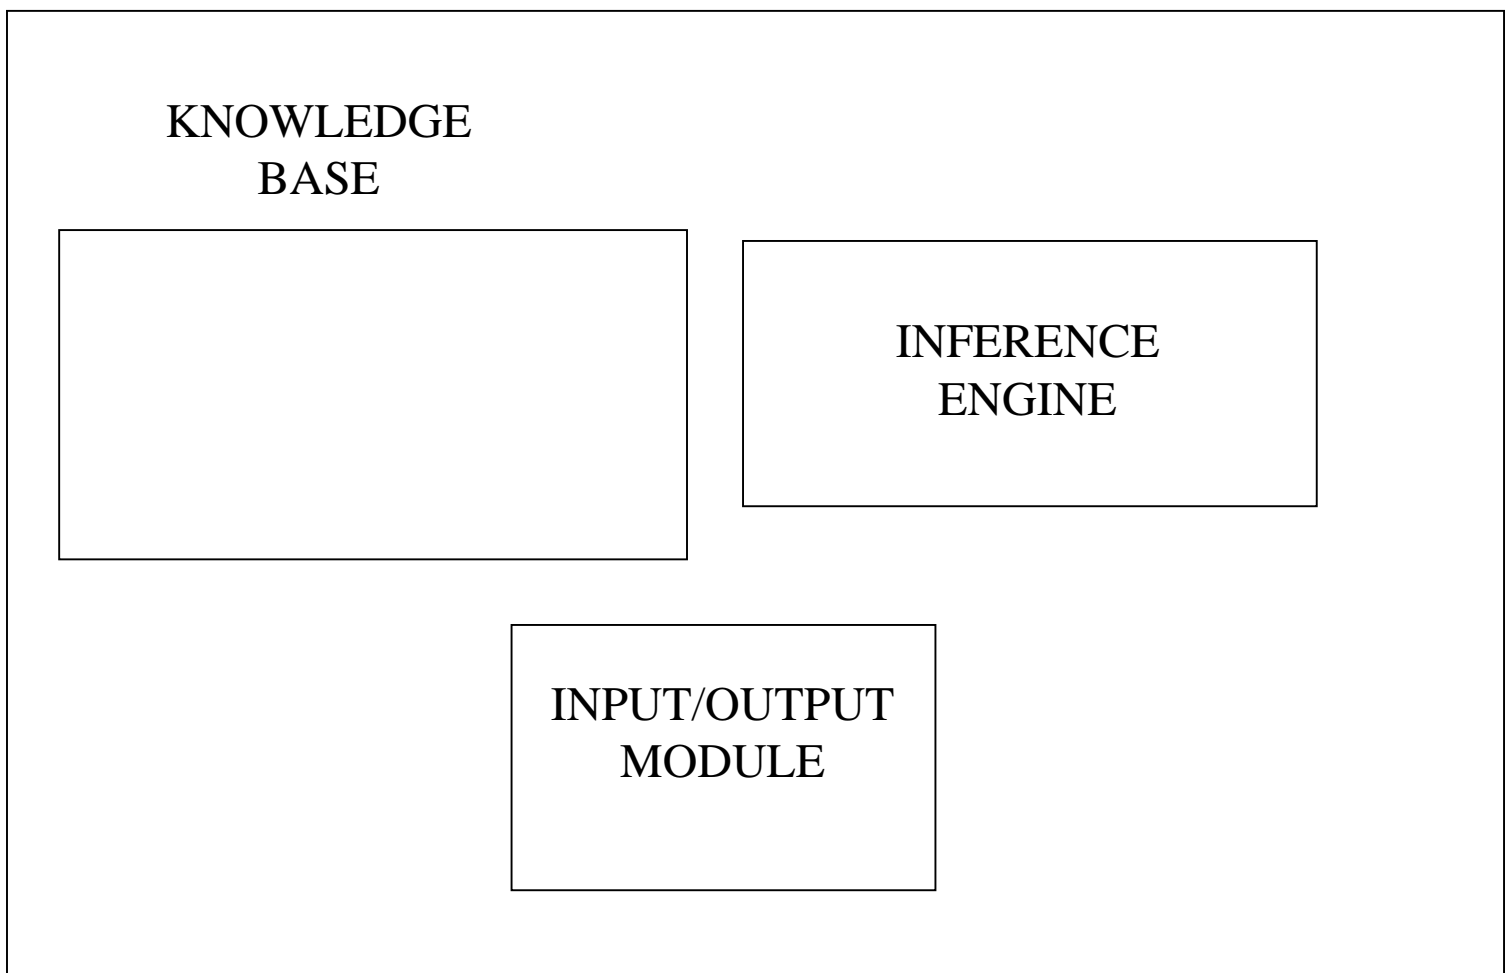 KNOWLEDGE
BASE
INFERENCE
ENGINE
INPUT/OUTPUT
MODULE